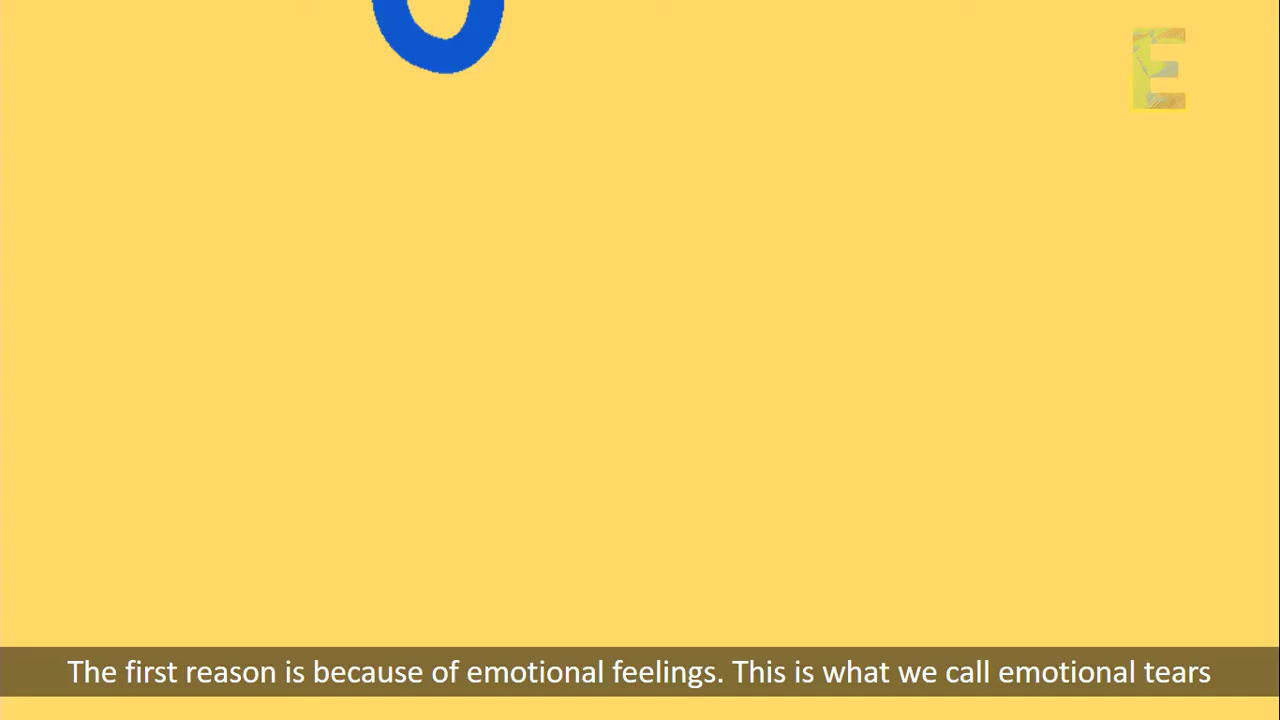 E
The first reason is because of emotional feelings. This is what we call emotional tears